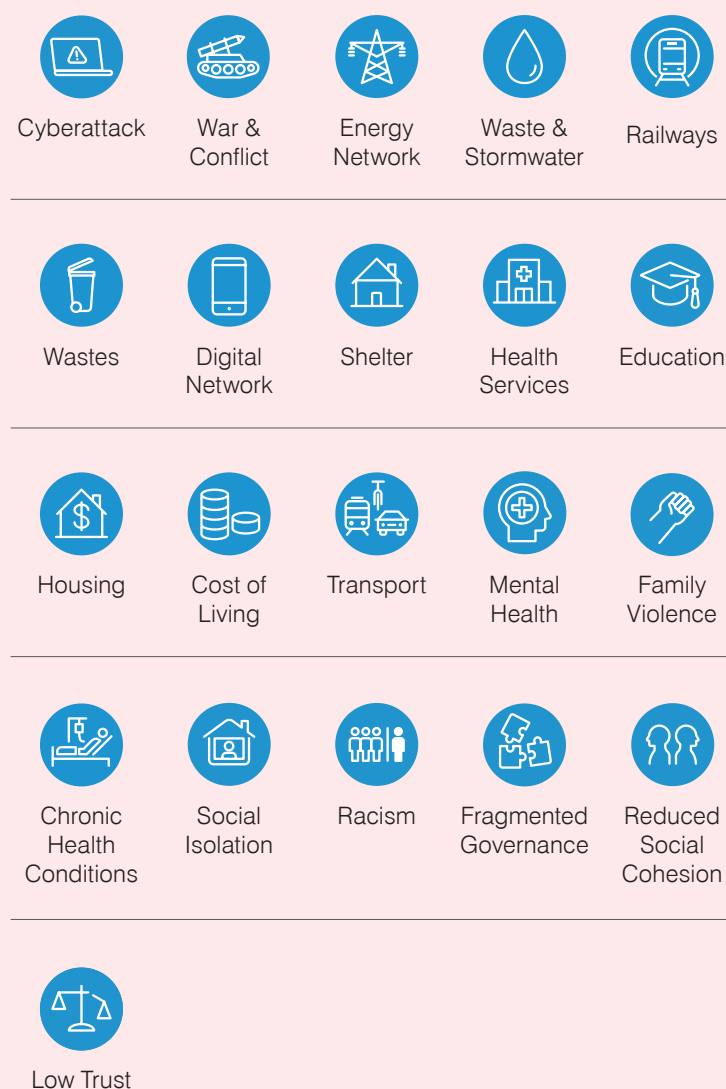 Cyberattack
War &
Conflict
Energy
Network
Waste &
Stormwater
Railways
Wastes
Digital
Network
Shelter
Health
Services
Education
Housing
$
Cost of
Living
Transport
Mental
Health
Family
Violence
Chronic
Health
Conditions
Social
Isolation
Racism
Fragmented
Governance
Reduced
Social
Cohesion
Low Trust